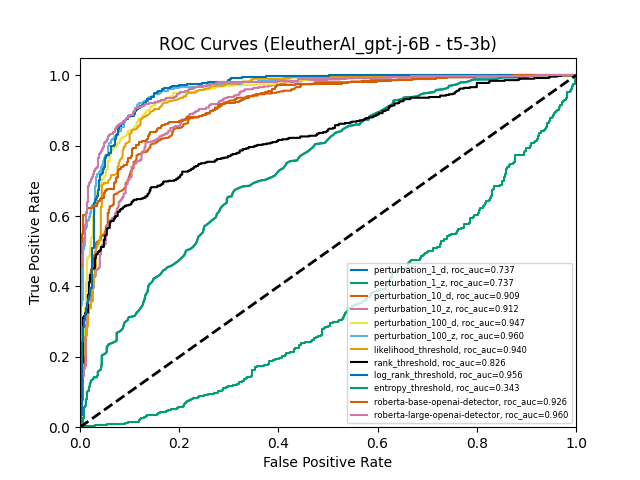 ROC Curves (EleutherAI_gpt-j-6B - t5-3b)
True Positive Rate
1.0
0.8
0.6
0.4
0.2
0.0
perturbation_1_d, roc_auc=0.737
perturbation_1_z, roc_auc=0.737
perturbation_10_d, roc_auc=0.909
perturbation_10_z, roc_auc=0.912
perturbation_100_d, roc_auc=0.947
perturbation_100_z, roc_auc=0.960
likelihood_threshold, roc_auc=0.940
rank_threshold, roc_auc=0.826
log_rank_threshold, roc_auc=0.956
entropy_threshold, roc_auc=0.343
roberta-base-openai-detector, roc_auc=0.926
roberta-large-openai-detector, roc_auc=0.960
0.0 0.2 0.4 0.6 0.8 1.0
False Positive Rate